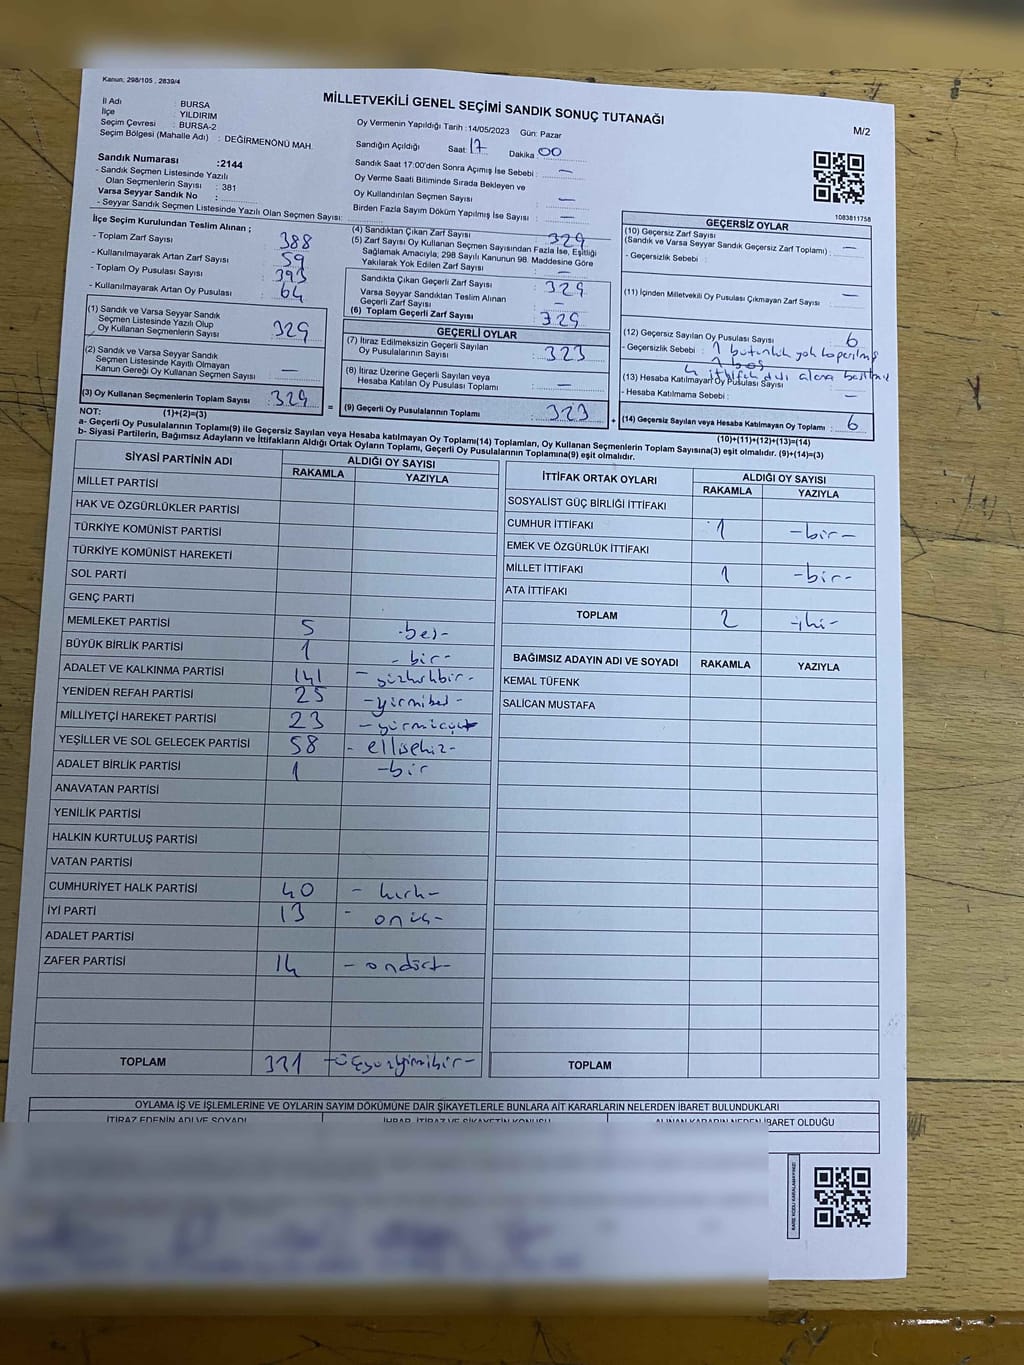 Kanun: 298/105 , 2839/4
MİLLETVEKİLİ GENEL SEÇİMİ SANDIK SONUÇ TUTANAĞI
M/2
İl Adı : BURSA
İlçe : YILDIRIM
Seçim Çevresi : BURSA-2
Seçim Bölgesi (Mahalle Adı) : DEĞİRMENÖNÜ MAH.
Sandık Numarası :2144
- Sandık Seçmen Listesinde Yazılı
Olan Seçmenlerin Sayısı : 381
Varsa Seyyar Sandık No :
- Seyyar Sandık Seçmen Listesinde Yazılı Olan Seçmen Sayısı:
Oy Vermenin Yapıldığı Tarih :14/05/2023 Gün: Pazar
Sandığın Açıldığı Saat: 17 Dakika: 00
Sandık Saat 17:00'den Sonra Açımış İse Sebebi : —
Oy Verme Saati Bitiminde Sırada Bekleyen ve
Oy Kullandırılan Seçmen Sayısı : —
Birden Fazla Sayım Döküm Yapılmış İse Sayısı : —
1083811758
İlçe Seçim Kurulundan Teslim Alınan ;
- Toplam Zarf Sayısı : 388
- Kullanılmayarak Artan Zarf Sayısı : 59
- Toplam Oy Pusulası Sayısı : 393
- Kullanılmayarak Artan Oy Pusulası : 64
(1) Sandık ve Varsa Seyyar Sandık
Seçmen Listesinde Yazılı Olup
Oy Kullanan Seçmenlerin Sayısı : 329
(2) Sandık ve Varsa Seyyar Sandık
Seçmen Listesinde Kayıtlı Olmayan
Kanun Gereği Oy Kullanan Seçmen Sayısı : —
(3) Oy Kullanan Seçmenlerin Toplam Sayısı : 329
(4) Sandıktan Çıkan Zarf Sayısı : 329
(5) Zarf Sayısı Oy Kullanan Seçmen Sayısından Fazla İse, Eşitliği
Sağlamak Amacıyla, 298 Sayılı Kanunun 98. Maddesine Göre
Yakılarak Yok Edilen Zarf Sayısı : —
Sandıkta Çıkan Geçerli Zarf Sayısı : 329
Varsa Seyyar Sandıktan Teslim Alınan
Geçerli Zarf Sayısı : —
(6) Toplam Geçerli Zarf Sayısı : 329
GEÇERLİ OYLAR
(7) İtiraz Edilmeksizin Geçerli Sayılan
Oy Pusulalarının Sayısı : 323
(8) İtiraz Üzerine Geçerli Sayılan veya
Hesaba Katılan Oy Pusulası Toplamı : —
= (9) Geçerli Oy Pusulalarının Toplamı : 323 +
GEÇERSİZ OYLAR
(10) Geçersiz Zarf Sayısı
(Sandık ve Varsa Seyyar Sandık Geçersiz Zarf Toplamı) : —
- Geçersizlik Sebebi :
(11) İçinden Milletvekili Oy Pusulası Çıkmayan Zarf Sayısı : —
(12) Geçersiz Sayılan Oy Pusulası Sayısı : 6
- Geçersizlik Sebebi : 1 bütünlük yok koparılmış
1 boş
4 ittifak dışı alana basılmış
(13) Hesaba Katılmayan Oy Pusulası Sayısı
- Hesaba Katılmama Sebebi : —
(14) Geçersiz Sayılan veya Hesaba Katılmayan Oy Toplamı : 6
NOT: (1)+(2)=(3)
(10)+(11)+(12)+(13)=(14)
a- Geçerli Oy Pusulalarının Toplamı(9) ile Geçersiz Sayılan veya Hesaba katılmayan Oy Toplamı(14) Toplamları, Oy Kullanan Seçmenlerin Toplam Sayısına(3) eşit olmalıdır. (9)+(14)=(3)
b- Siyasi Partilerin, Bağımsız Adayların ve İttifakların Aldığı Ortak Oyların Toplamı, Geçerli Oy Pusulalarının Toplamına(9) eşit olmalıdır.
SİYASİ PARTİNİN ADI ALDIĞI OY SAYISI
RAKAMLA YAZIYLA
MİLLET PARTİSİ
HAK VE ÖZGÜRLÜKLER PARTİSİ
TÜRKİYE KOMÜNİST PARTİSİ
TÜRKİYE KOMÜNİST HAREKETİ
SOL PARTİ
GENÇ PARTİ
MEMLEKET PARTİSİ 5 -beş-
BÜYÜK BİRLİK PARTİSİ 1 -bir-
ADALET VE KALKINMA PARTİSİ 141 -yüzkırkbir-
YENİDEN REFAH PARTİSİ 25 -yirmibeş-
MİLLİYETÇİ HAREKET PARTİSİ 23 -yirmiüç-
YEŞİLLER VE SOL GELECEK PARTİSİ 58 -ellisekiz-
ADALET BİRLİK PARTİSİ 1 -bir
ANAVATAN PARTİSİ
YENİLİK PARTİSİ
HALKIN KURTULUŞ PARTİSİ
VATAN PARTİSİ
CUMHURİYET HALK PARTİSİ 40 -kırk-
İYİ PARTİ 13 -onüç-
ADALET PARTİSİ
ZAFER PARTİSİ 14 -ondört-
TOPLAM 321 -üçyüzyirmibir-
İTTİFAK ORTAK OYLARI ALDIĞI OY SAYISI
RAKAMLA YAZIYLA
SOSYALİST GÜÇ BİRLİĞİ İTTİFAKI
CUMHUR İTTİFAKI 1 -bir-
EMEK VE ÖZGÜRLÜK İTTİFAKI
MİLLET İTTİFAKI 1 -bir-
ATA İTTİFAKI
TOPLAM 2 -iki-
BAĞIMSIZ ADAYIN ADI VE SOYADI RAKAMLA YAZIYLA
KEMAL TÜFENK
SALİCAN MUSTAFA
TOPLAM
OYLAMA İŞ VE İŞLEMLERİNE VE OYLARIN SAYIM DÖKÜMÜNE DAİR ŞİKAYETLERLE BUNLARA AİT KARARLARIN NELERDEN İBARET BULUNDUKLARI
İTİRAZ EDENİN ADI VE SOYADI İHBAR, İTİRAZ VE ŞİKAYETİN KONUSU ALINAN KARARIN NEDEN İBARET OLDUĞU
KARE KODU KARALAMAYINIZ!